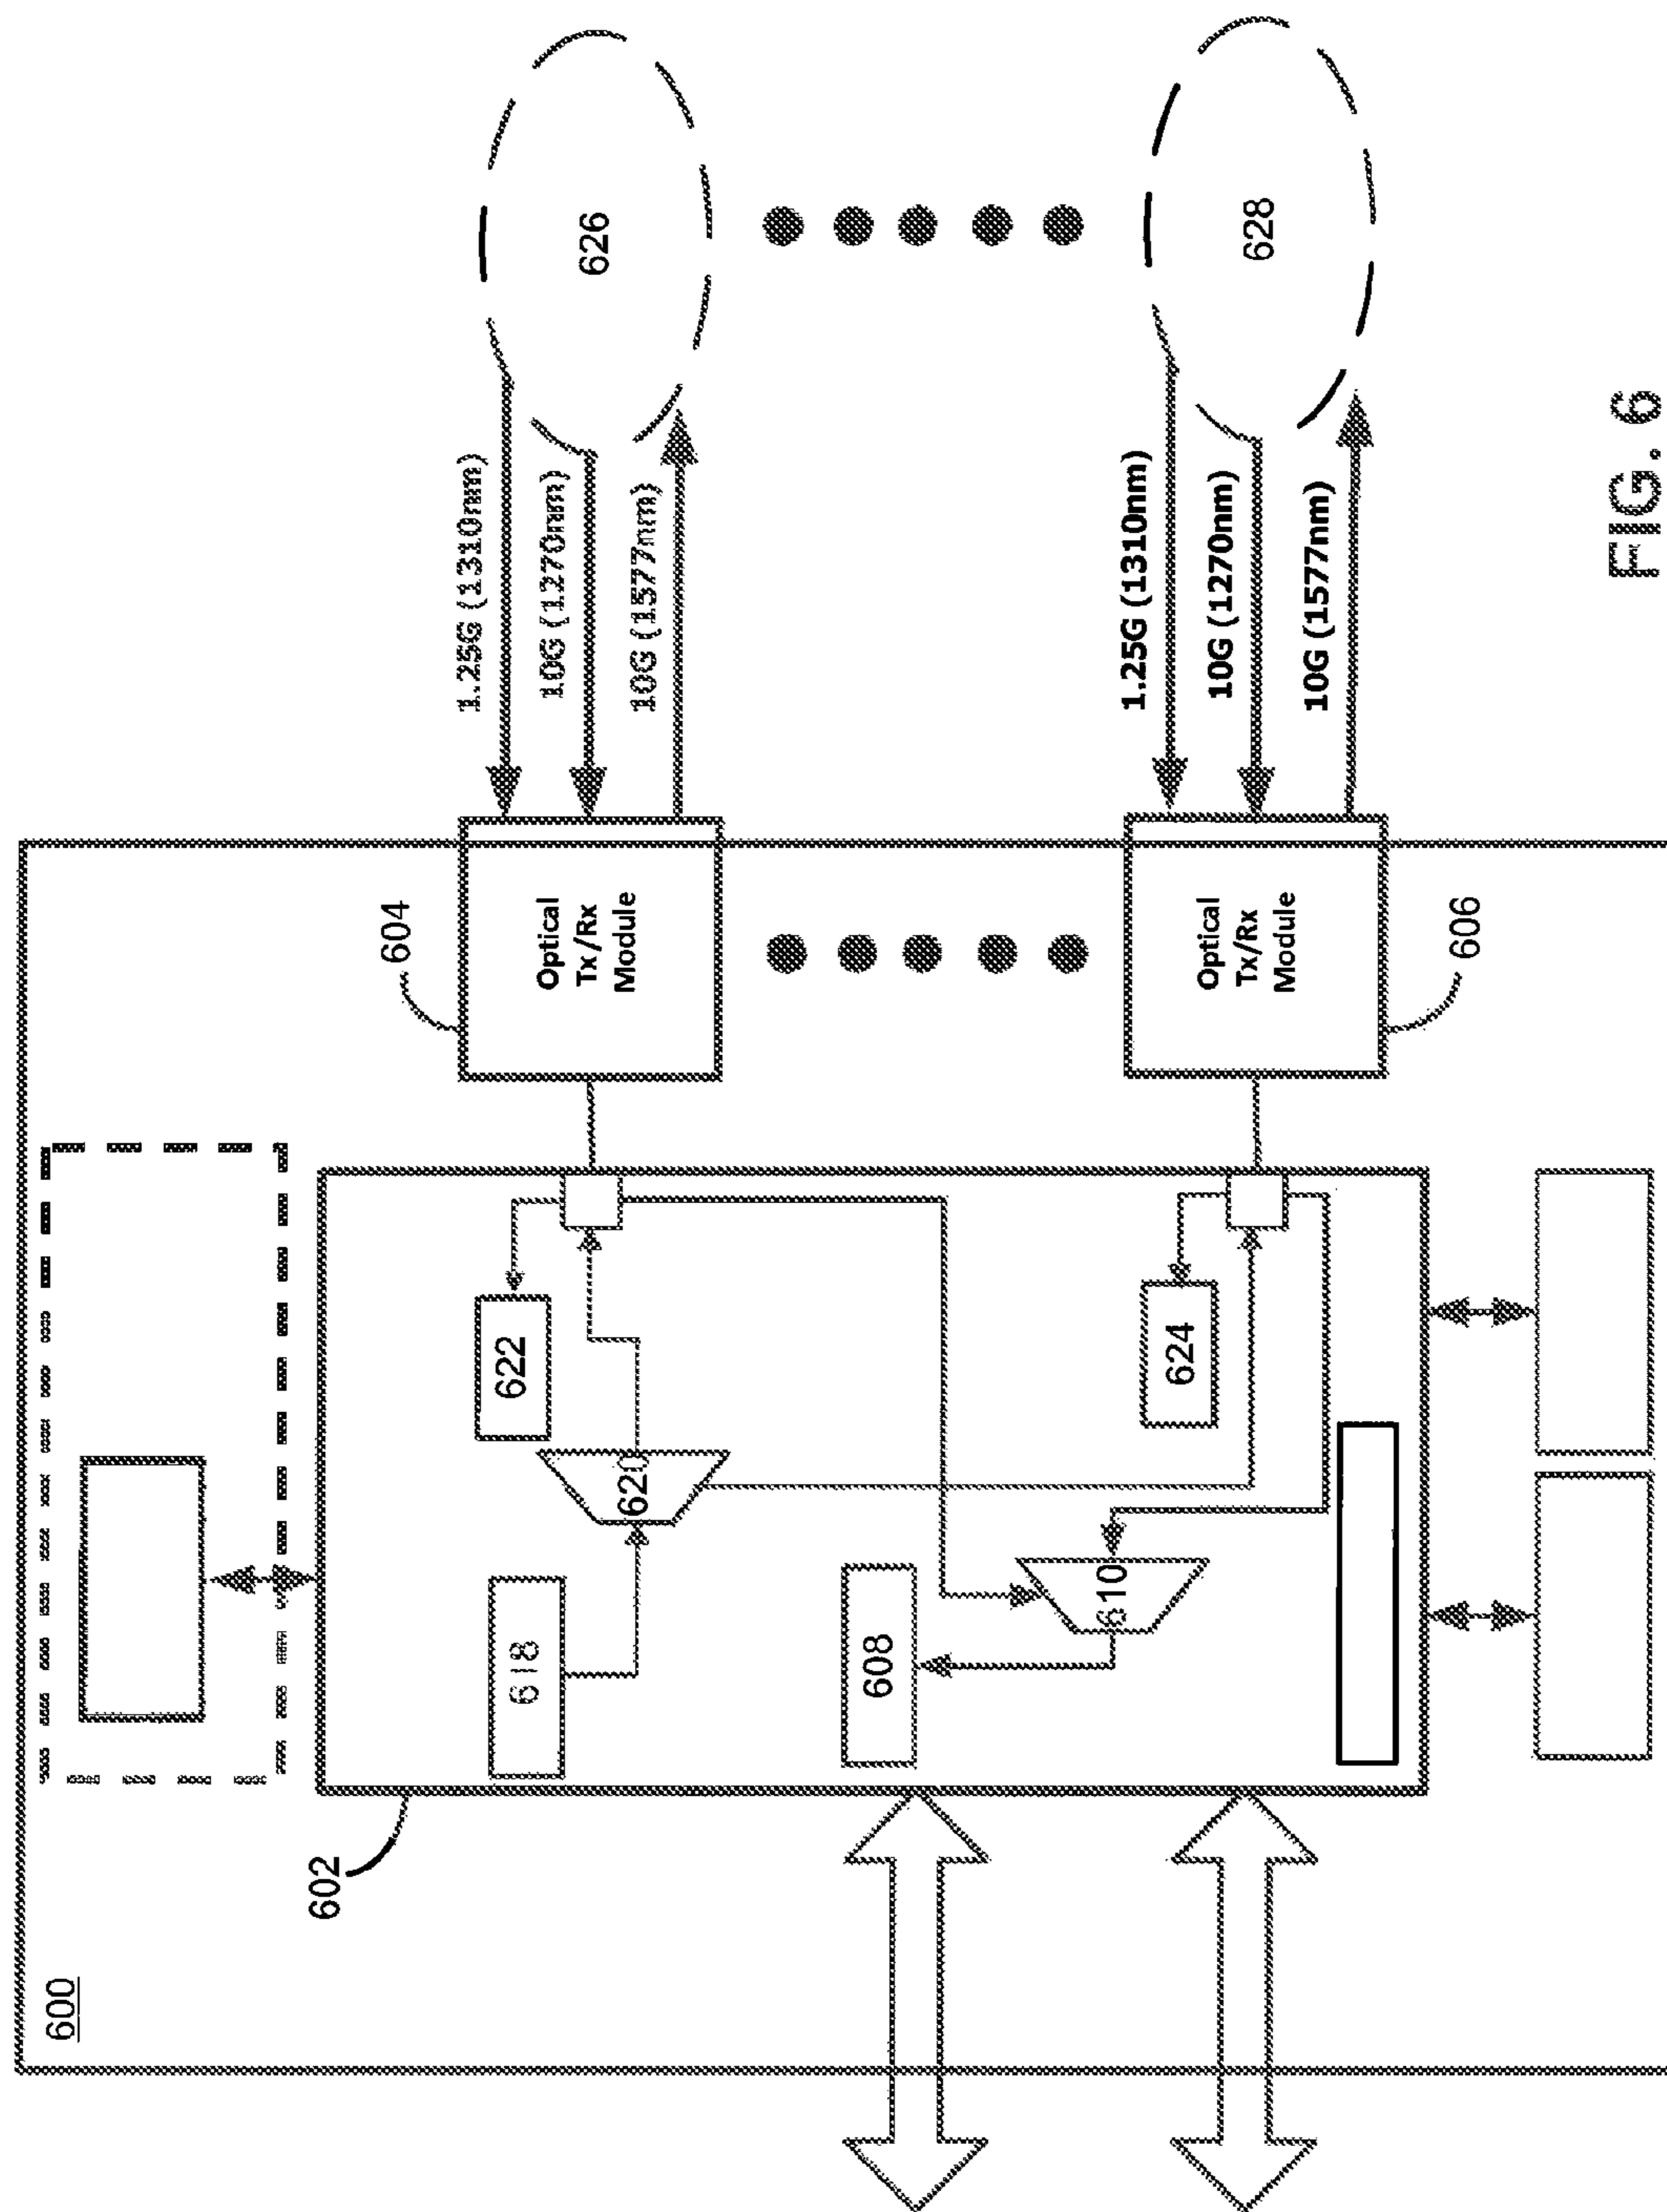 600
602
604
Optical
Tx/Rx
Module
1.25G (1310nm)
10G (1270nm)
10G (1577nm)
626
618
620
622
608
610
624
Optical
Tx/Rx
Module
606
1.25G (1310nm)
10G (1270nm)
10G (1577nm)
628
FIG. 6